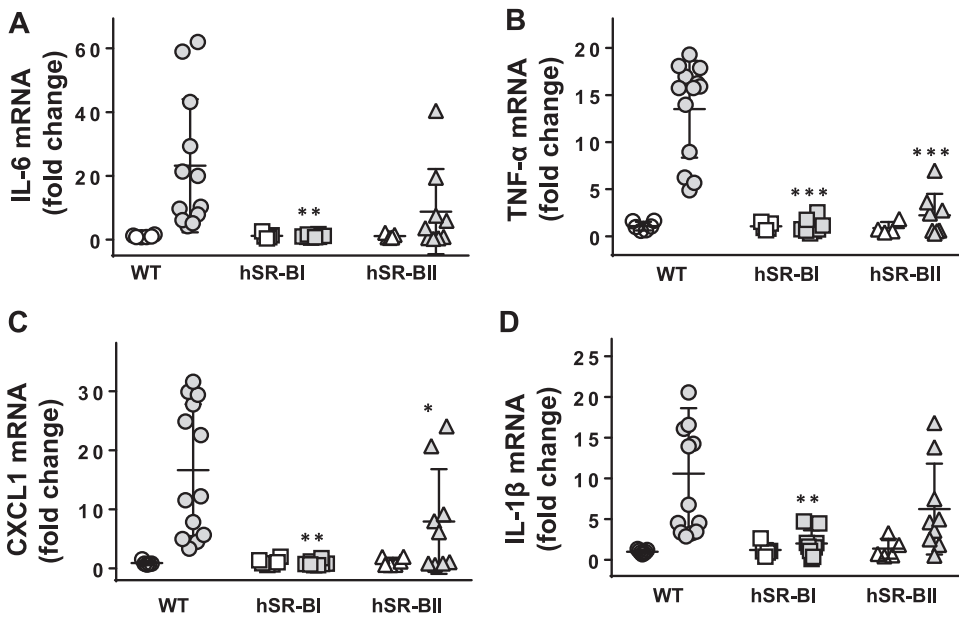 A
IL-6 mRNA
(fold change)
60
40
20
0
**
WT
hSR-BI
hSR-BII
B
TNF-α mRNA
(fold change)
20
15
10
5
0
***
***
WT
hSR-BI
hSR-BII
C
CXCL1 mRNA
(fold change)
30
20
10
0
**
*
WT
hSR-BI
hSR-BII
D
IL-1β mRNA
(fold change)
25
20
15
10
5
0
**
WT
hSR-BI
hSR-BII